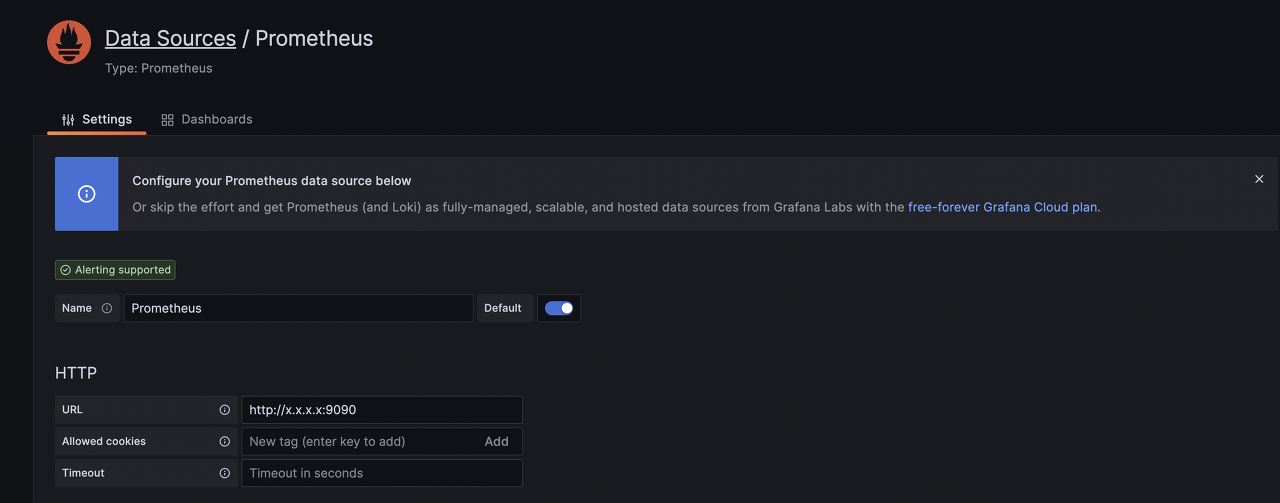 Data Sources / Prometheus
Type: Prometheus
Settings Dashboards
Configure your Prometheus data source below
Or skip the effort and get Prometheus (and Loki) as fully-managed, scalable, and hosted data sources from Grafana Labs with the free-forever Grafana Cloud plan.
Alerting supported
Name Prometheus Default
HTTP
URL http://x.x.x.x:9090
Allowed cookies New tag (enter key to add) Add
Timeout Timeout in seconds